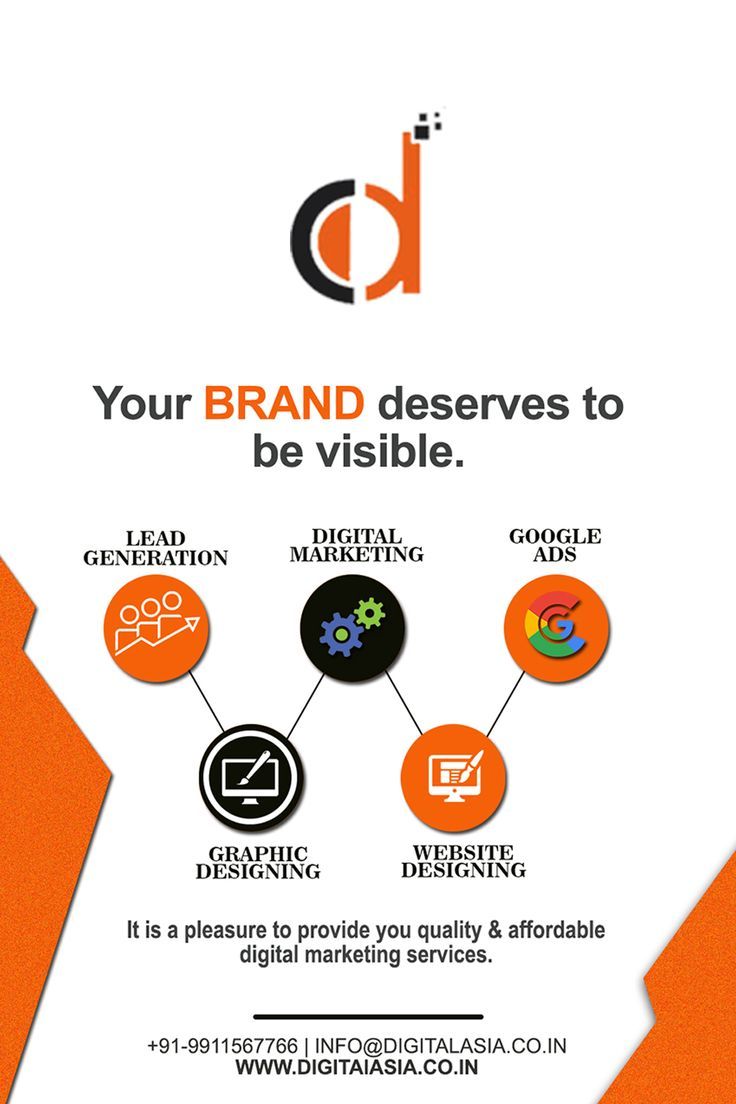 Your BRAND deserves to
be visible.
LEAD
GENERATION
DIGITAL
MARKETING
GOOGLE
ADS
GRAPHIC
DESIGNING
WEBSITE
DESIGNING
It is a pleasure to provide you quality & affordable
digital marketing services.
+91-9911567766 | INFO@DIGITALASIA.CO.IN
WWW.DIGITAIASIA.CO.IN